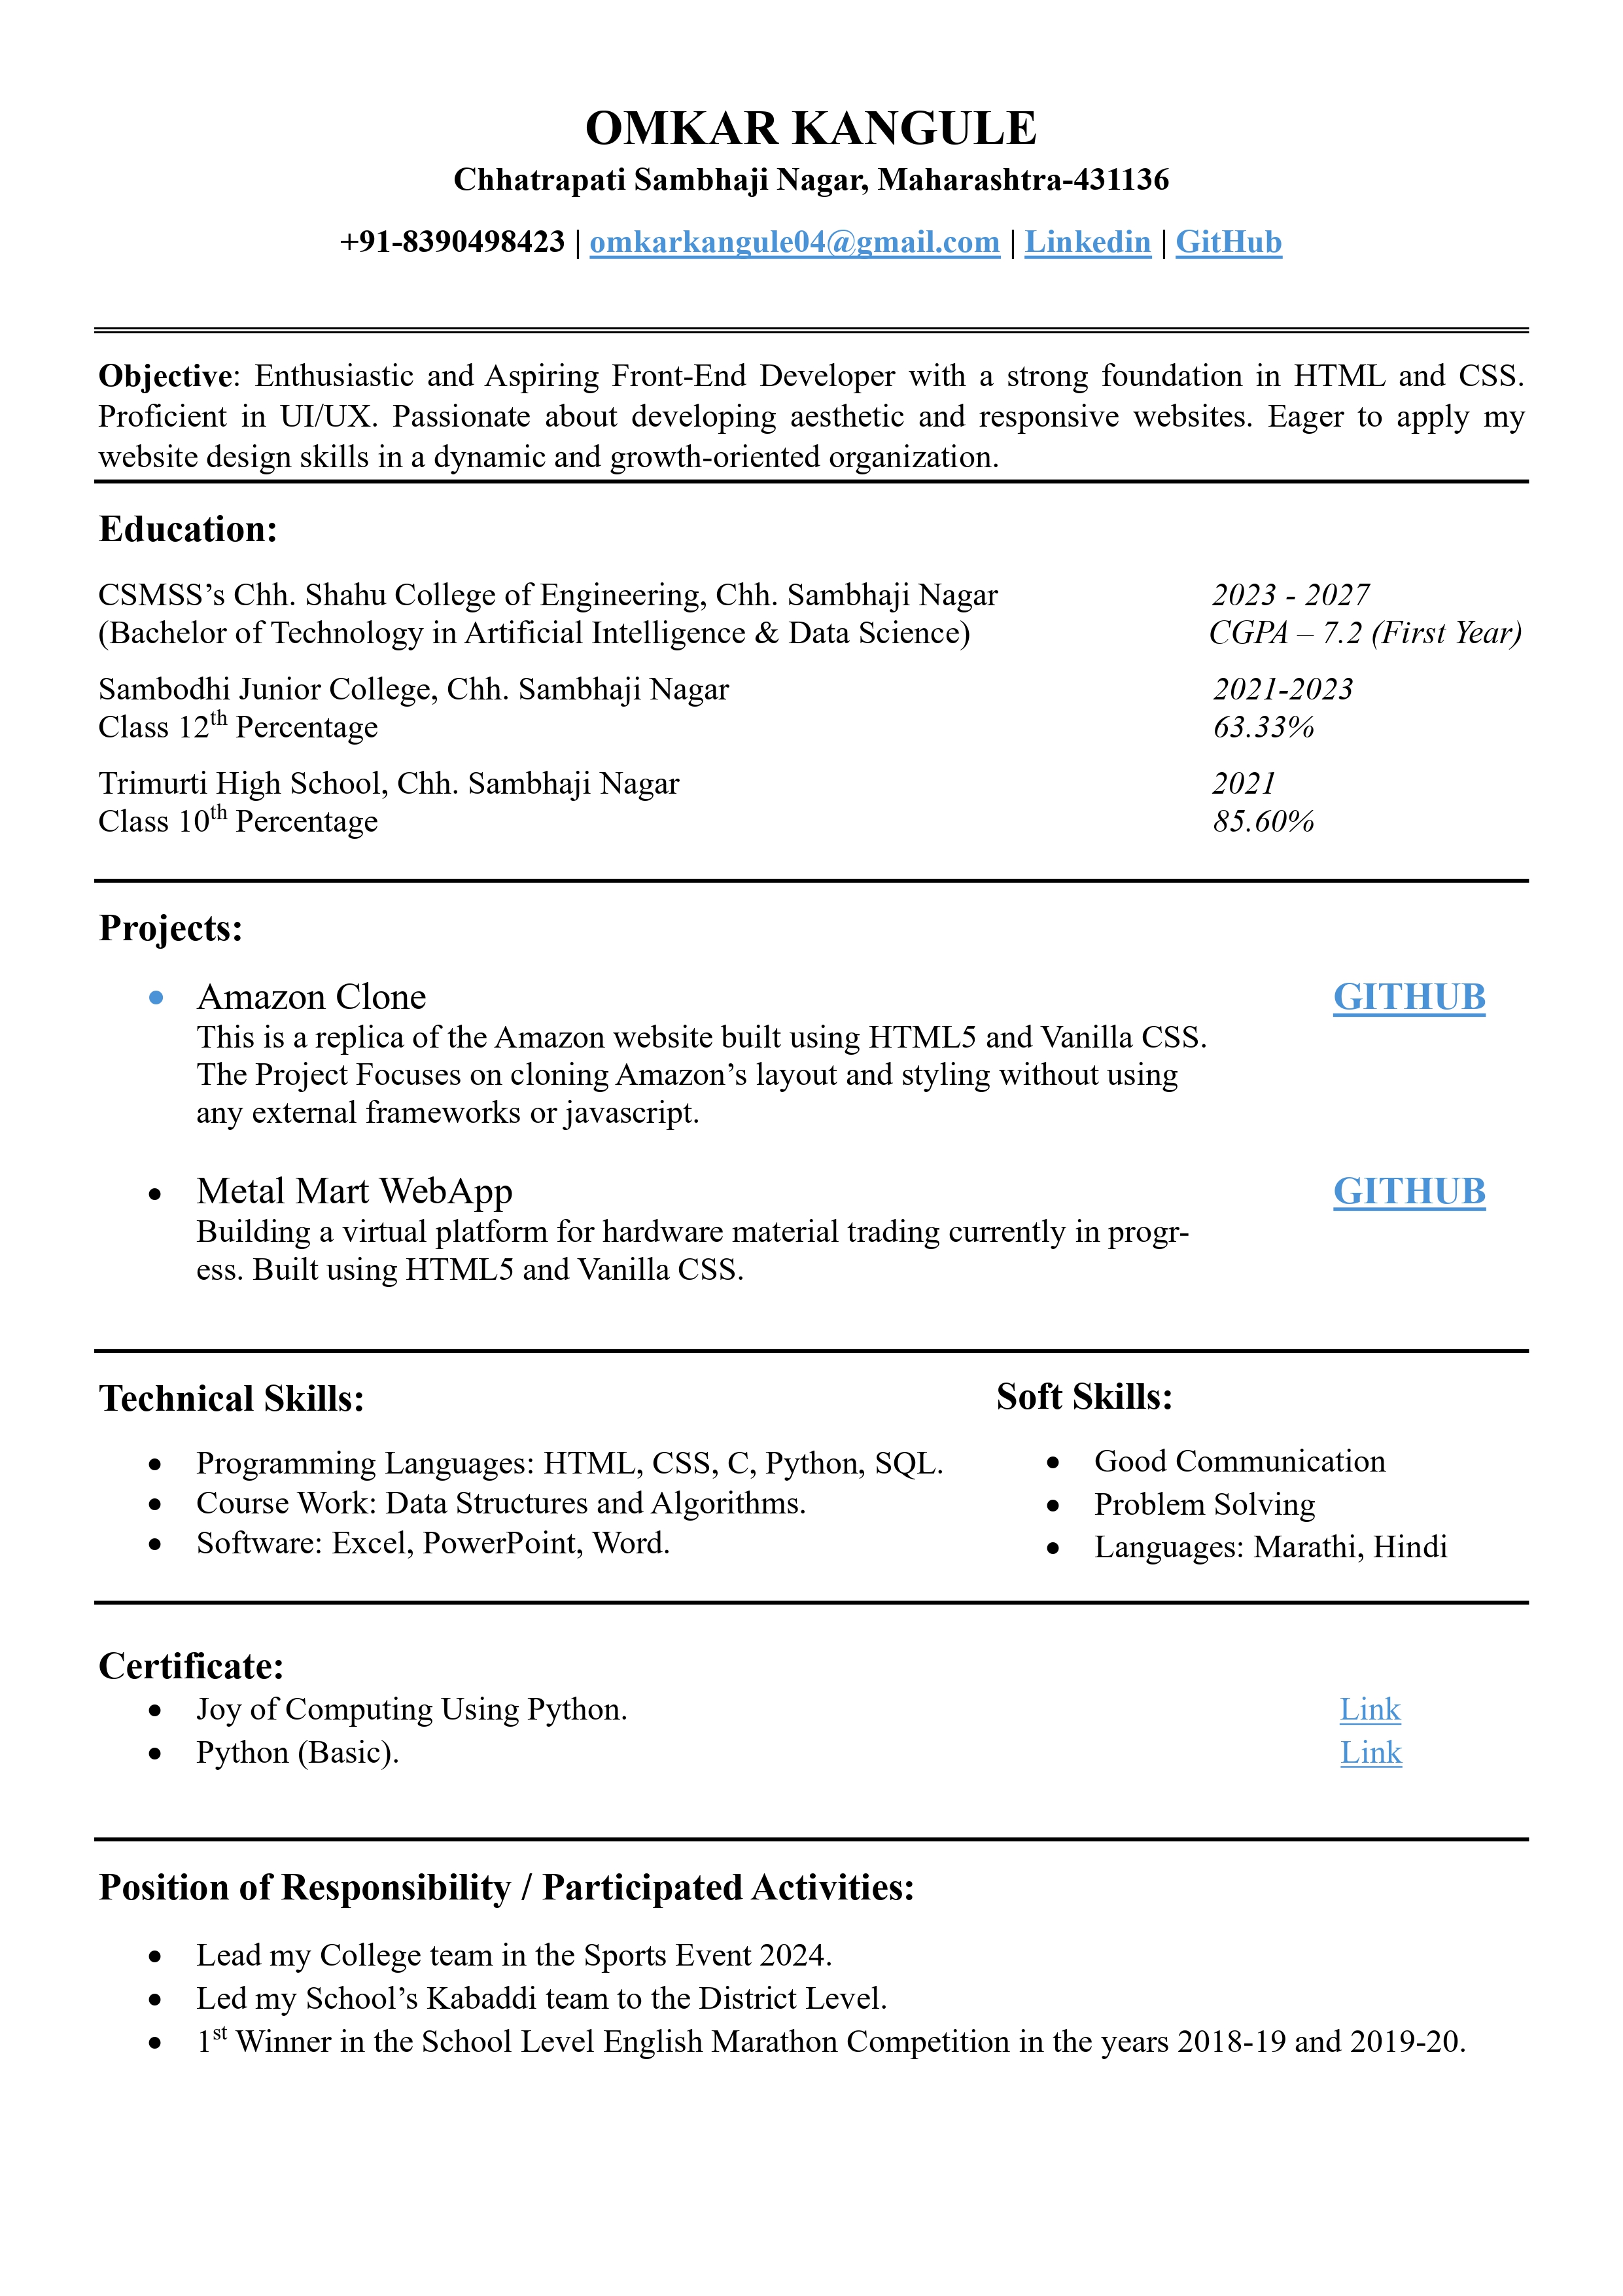 OMKAR KANGULE
Chhatrapati Sambhaji Nagar, Maharashtra-431136
+91-8390498423 | omkarkangule04@gmail.com | Linkedin | GitHub
Objective: Enthusiastic and Aspiring Front-End Developer with a strong foundation in HTML and CSS.
Proficient in UI/UX. Passionate about developing aesthetic and responsive websites. Eager to apply my
website design skills in a dynamic and growth-oriented organization.
Education:
CSMSS’s Chh. Shahu College of Engineering, Chh. Sambhaji Nagar 2023 - 2027
(Bachelor of Technology in Artificial Intelligence & Data Science) CGPA – 7.2 (First Year)
Sambodhi Junior College, Chh. Sambhaji Nagar 2021-2023
Class 12th Percentage 63.33%
Trimurti High School, Chh. Sambhaji Nagar 2021
Class 10th Percentage 85.60%
Projects:
• Amazon Clone GITHUB
This is a replica of the Amazon website built using HTML5 and Vanilla CSS.
The Project Focuses on cloning Amazon’s layout and styling without using
any external frameworks or javascript.
• Metal Mart WebApp GITHUB
Building a virtual platform for hardware material trading currently in progr-
ess. Built using HTML5 and Vanilla CSS.
Technical Skills:
• Programming Languages: HTML, CSS, C, Python, SQL.
• Course Work: Data Structures and Algorithms.
• Software: Excel, PowerPoint, Word.
Soft Skills:
• Good Communication
• Problem Solving
• Languages: Marathi, Hindi
Certificate:
• Joy of Computing Using Python. Link
• Python (Basic). Link
Position of Responsibility / Participated Activities:
• Lead my College team in the Sports Event 2024.
• Led my School’s Kabaddi team to the District Level.
• 1st Winner in the School Level English Marathon Competition in the years 2018-19 and 2019-20.